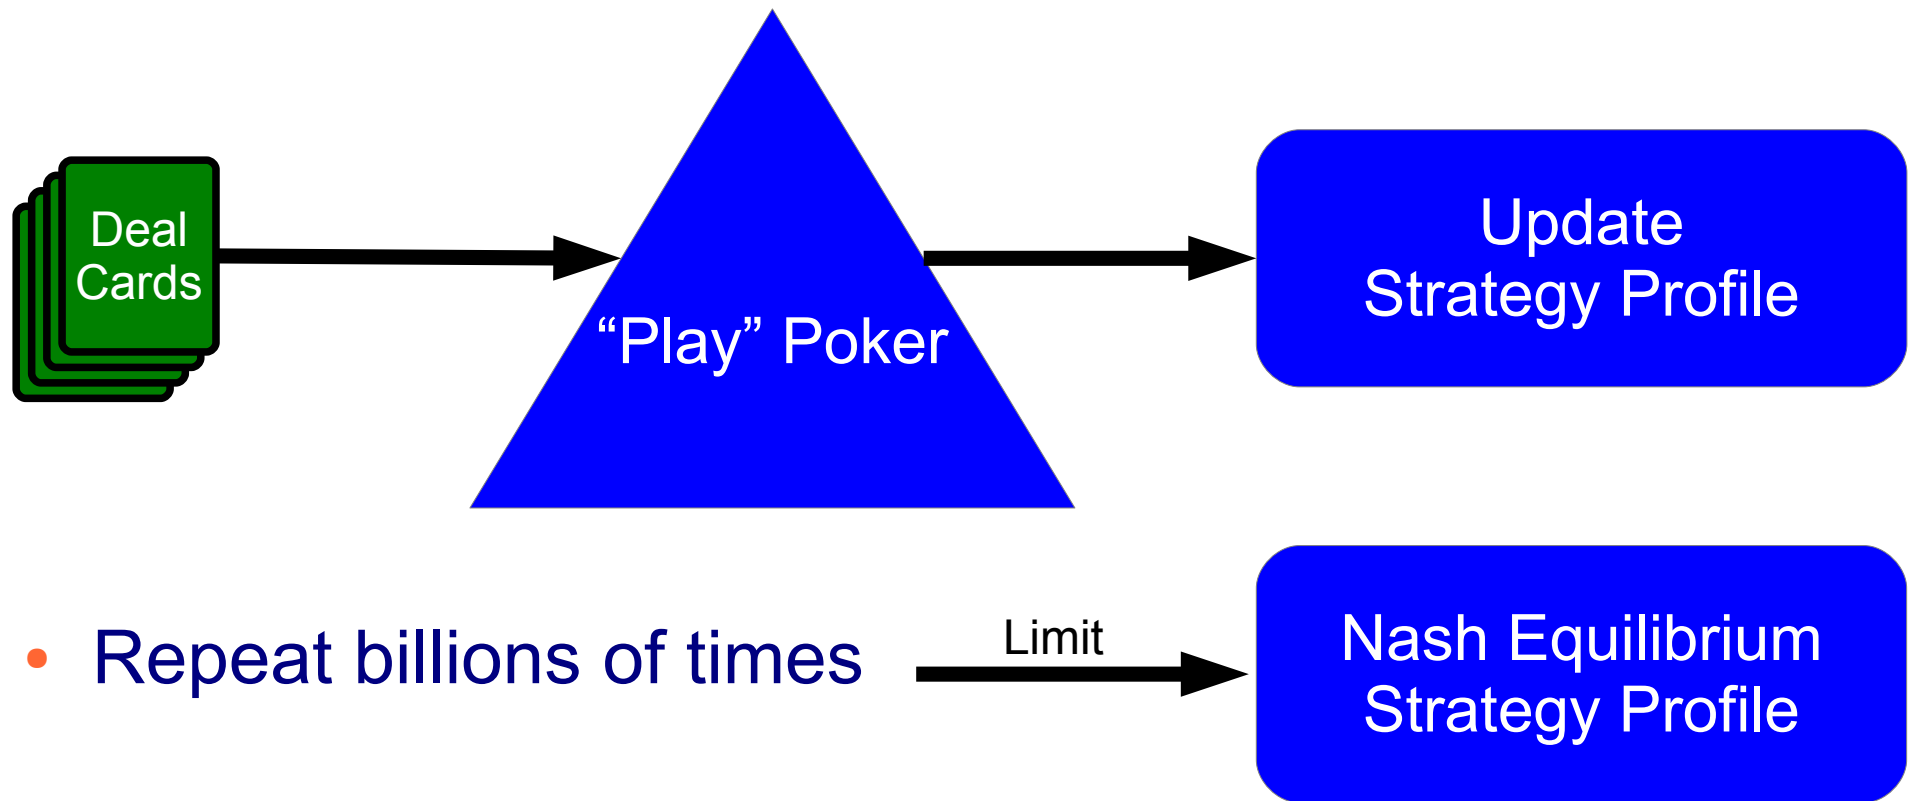 Deal
Cards
“Play” Poker
Update
Strategy Profile
• Repeat billions of times
Limit
Nash Equilibrium
Strategy Profile